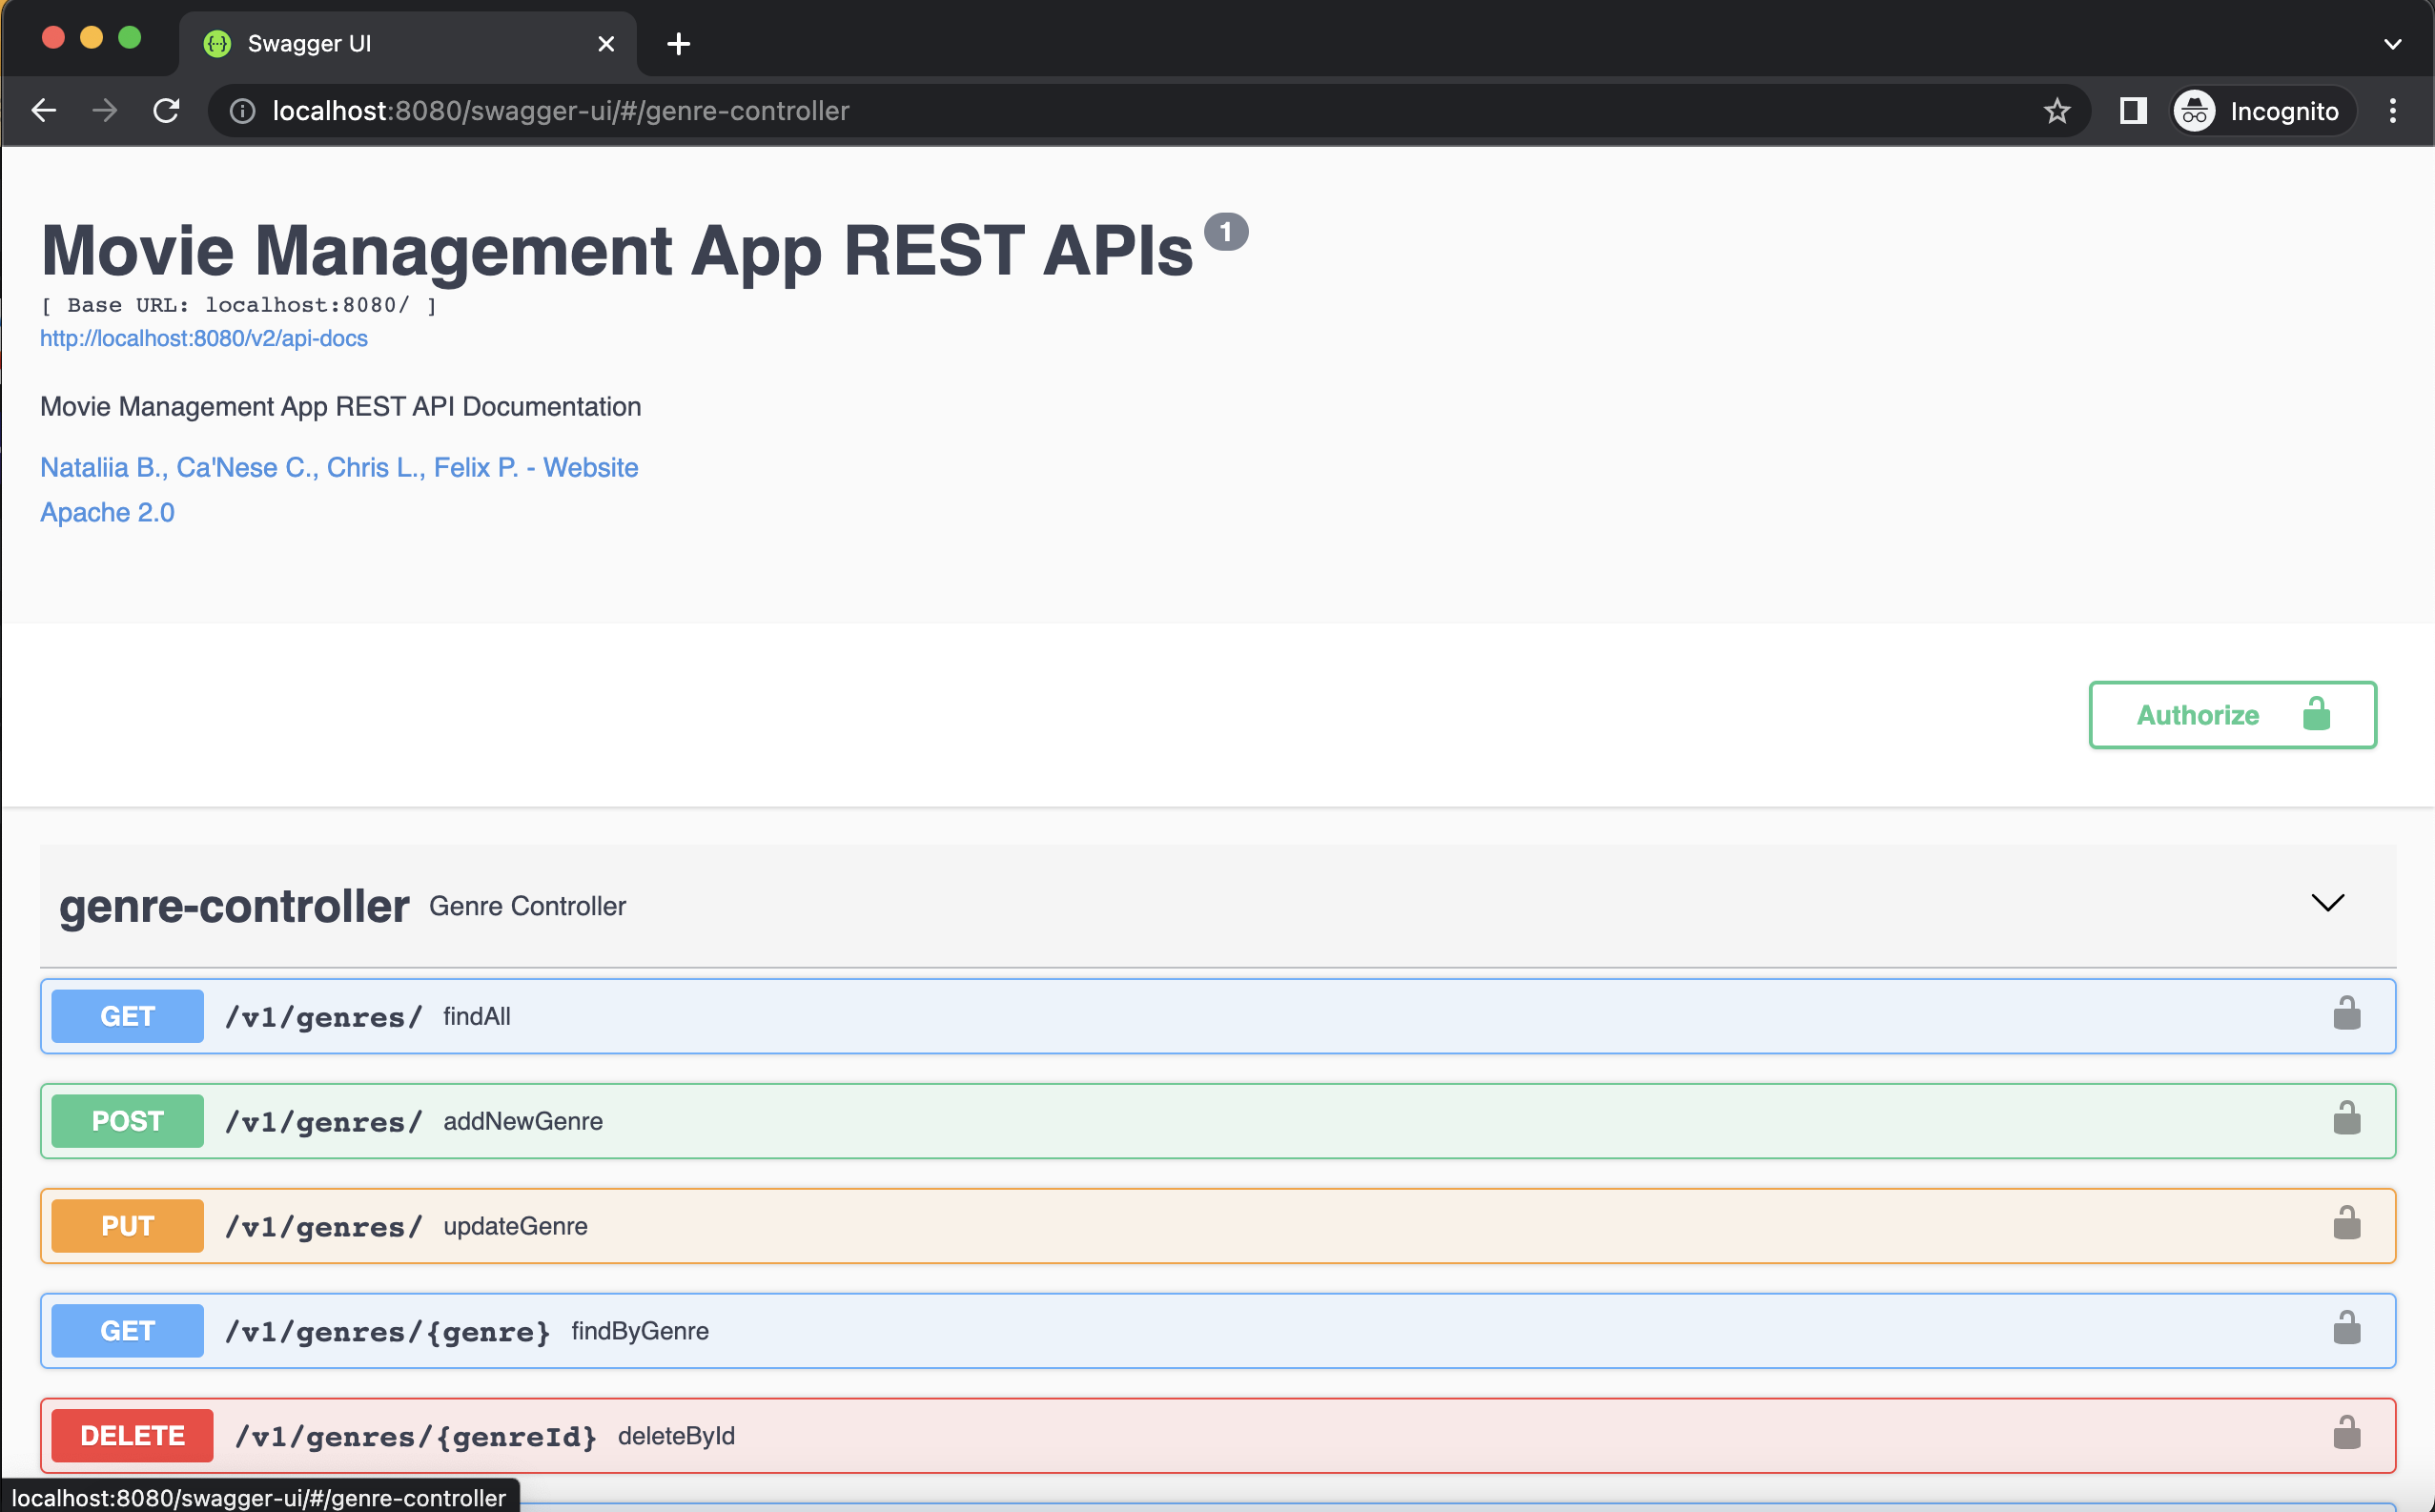 Swagger UI
localhost:8080/swagger-ui/#/genre-controller
Incognito
Movie Management App REST APIs 1
[ Base URL: localhost:8080/ ]
http://localhost:8080/v2/api-docs
Movie Management App REST API Documentation
Nataliia B., Ca'Nese C., Chris L., Felix P. - Website
Apache 2.0
Authorize
genre-controller Genre Controller
GET /v1/genres/ findAll
POST /v1/genres/ addNewGenre
PUT /v1/genres/ updateGenre
GET /v1/genres/{genre} findByGenre
DELETE /v1/genres/{genreId} deleteById
localhost:8080/swagger-ui/#/genre-controller